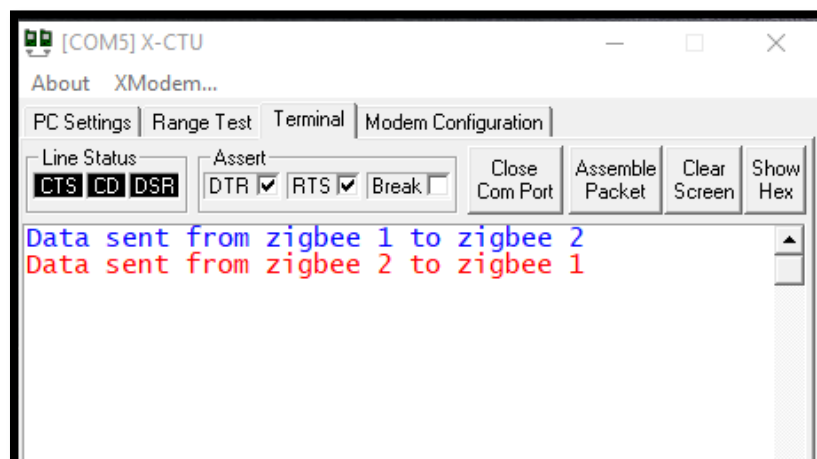 [COM5] X-CTU
About XModem...
PC Settings Range Test Terminal Modem Configuration
Line Status Assert
CTS CD DSR DTR RTS Break Close Com Port Assemble Packet Clear Screen Show Hex
Data sent from zigbee 1 to zigbee 2
Data sent from zigbee 2 to zigbee 1